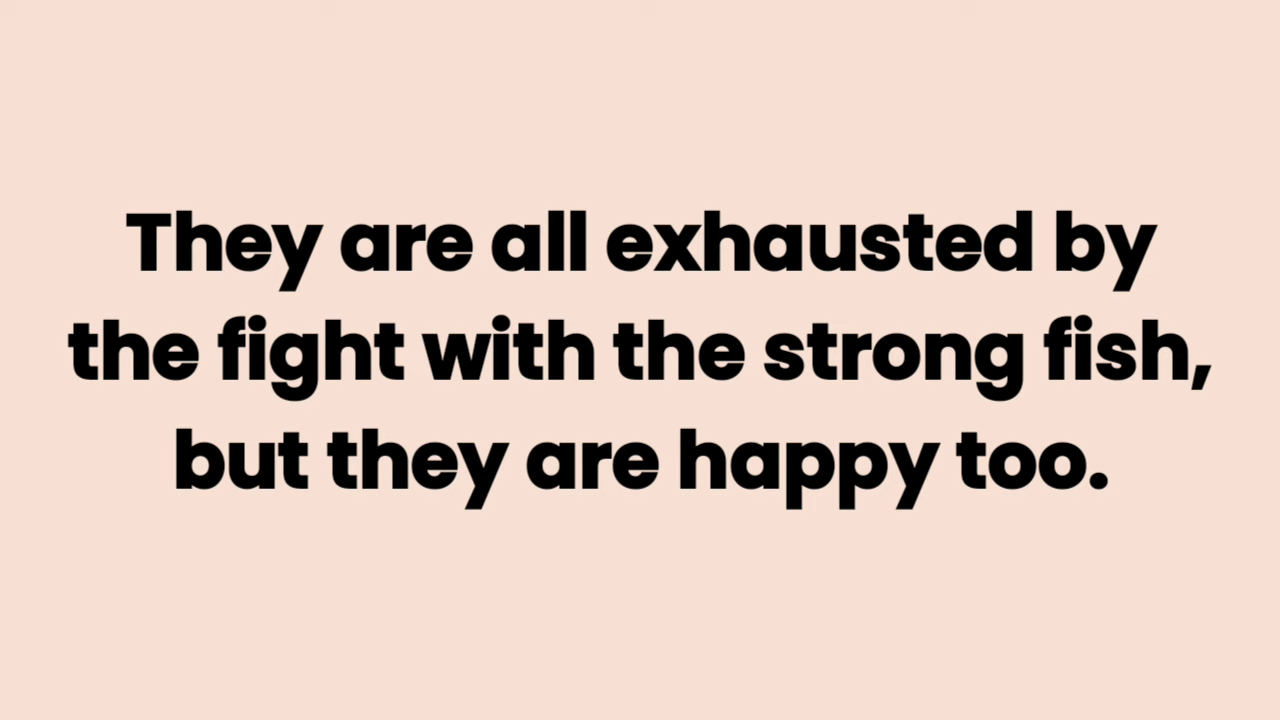 They are all exhausted by
the fight with the strong fish,
but they are happy too.